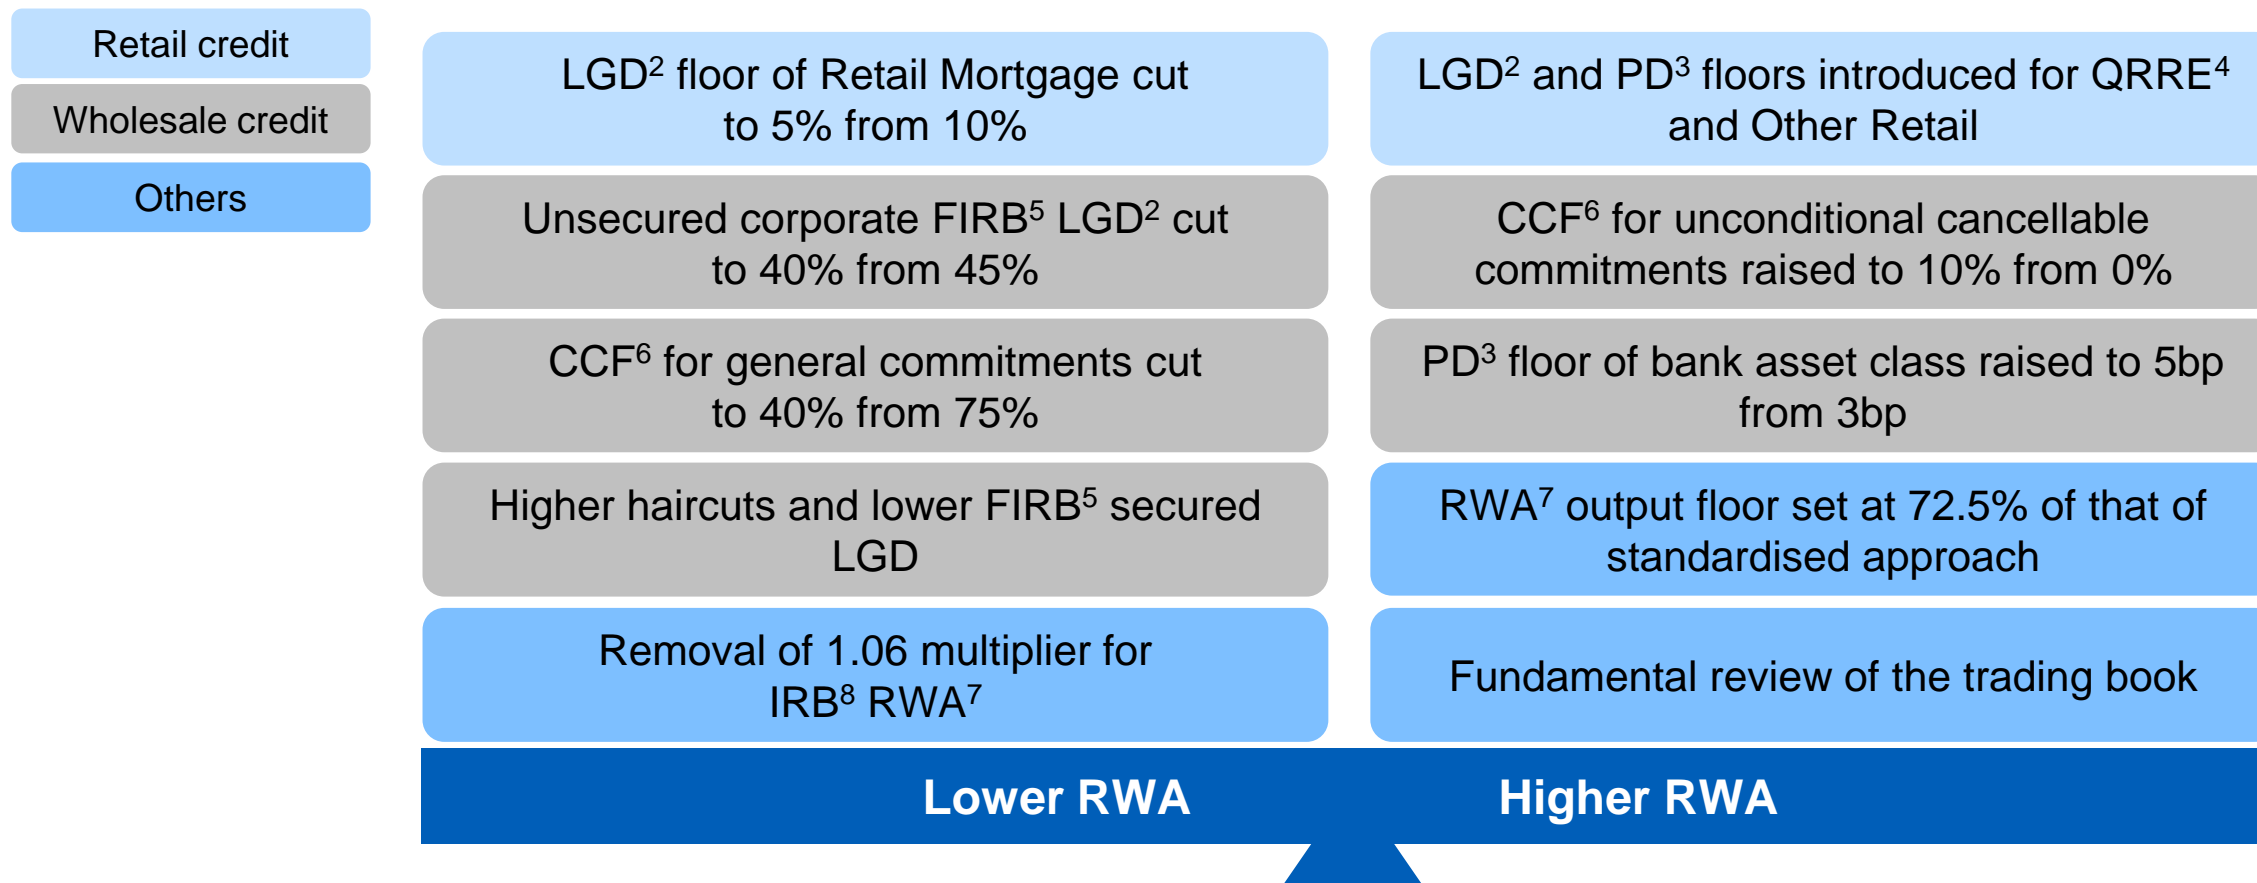 Retail credit
Wholesale credit
Others
LGD² floor of Retail Mortgage cut
to 5% from 10%
LGD² and PD³ floors introduced for QRRE⁴
and Other Retail
Unsecured corporate FIRB⁵ LGD² cut
to 40% from 45%
CCF⁶ for unconditional cancellable
commitments raised to 10% from 0%
CCF⁶ for general commitments cut
to 40% from 75%
PD³ floor of bank asset class raised to 5bp
from 3bp
Higher haircuts and lower FIRB⁵ secured
LGD
RWA⁷ output floor set at 72.5% of that of
standardised approach
Removal of 1.06 multiplier for
IRB⁸ RWA⁷
Fundamental review of the trading book
Lower RWA
Higher RWA